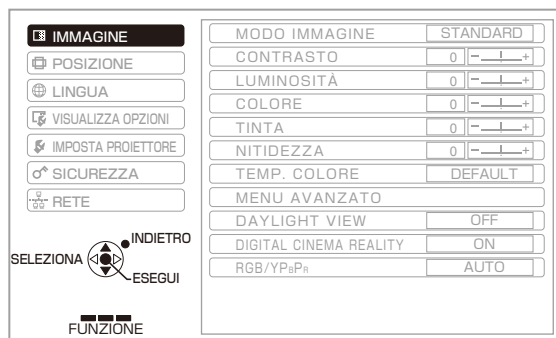 IMMAGINE
POSIZIONE
LINGUA
VISUALIZZA OPZIONI
IMPOSTA PROIETTORE
SICUREZZA
RETE
INDIETRO
SELEZIONA
ESEGUI
FUNZIONE
MODO IMMAGINE STANDARD
CONTRASTO 0 - +
LUMINOSITÀ 0 - +
COLORE 0 - +
TINTA 0 - +
NITIDEZZA 0 - +
TEMP. COLORE DEFAULT
MENU AVANZATO
DAYLIGHT VIEW OFF
DIGITAL CINEMA REALITY ON
RGB/YPBPR AUTO